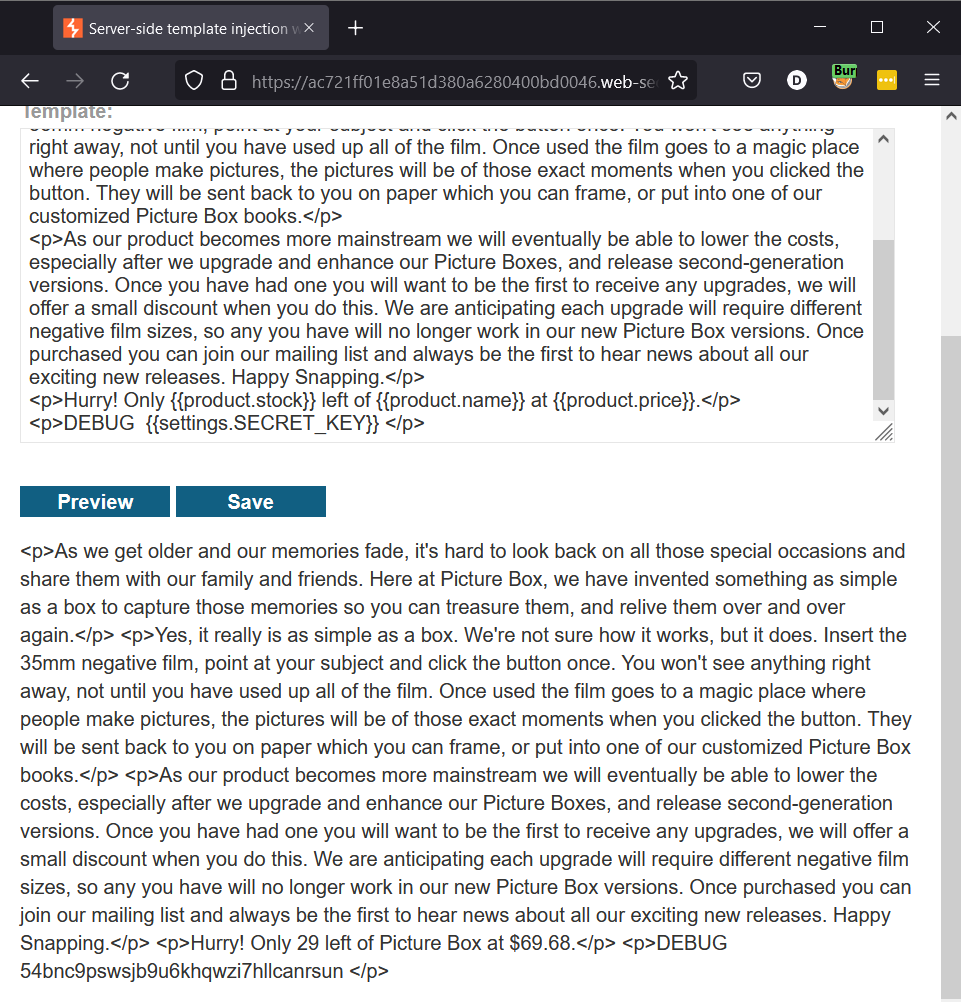 Server-side template injection w
https://ac721ff01e8a51d380a6280400bd0046.web-se
D
Bur
Template:
35mm negative film, point at your subject and click the button once. You won't see anything
right away, not until you have used up all of the film. Once used the film goes to a magic place
where people make pictures, the pictures will be of those exact moments when you clicked the
button. They will be sent back to you on paper which you can frame, or put into one of our
customized Picture Box books.</p>
<p>As our product becomes more mainstream we will eventually be able to lower the costs,
especially after we upgrade and enhance our Picture Boxes, and release second-generation
versions. Once you have had one you will want to be the first to receive any upgrades, we will
offer a small discount when you do this. We are anticipating each upgrade will require different
negative film sizes, so any you have will no longer work in our new Picture Box versions. Once
purchased you can join our mailing list and always be the first to hear news about all our
exciting new releases. Happy Snapping.</p>
<p>Hurry! Only {{product.stock}} left of {{product.name}} at {{product.price}}.</p>
<p>DEBUG  {{settings.SECRET_KEY}} </p>
Preview Save
<p>As we get older and our memories fade, it's hard to look back on all those special occasions and
share them with our family and friends. Here at Picture Box, we have invented something as simple
as a box to capture those memories so you can treasure them, and relive them over and over
again.</p> <p>Yes, it really is as simple as a box. We're not sure how it works, but it does. Insert the
35mm negative film, point at your subject and click the button once. You won't see anything right
away, not until you have used up all of the film. Once used the film goes to a magic place where
people make pictures, the pictures will be of those exact moments when you clicked the button. They
will be sent back to you on paper which you can frame, or put into one of our customized Picture Box
books.</p> <p>As our product becomes more mainstream we will eventually be able to lower the
costs, especially after we upgrade and enhance our Picture Boxes, and release second-generation
versions. Once you have had one you will want to be the first to receive any upgrades, we will offer a
small discount when you do this. We are anticipating each upgrade will require different negative film
sizes, so any you have will no longer work in our new Picture Box versions. Once purchased you can
join our mailing list and always be the first to hear news about all our exciting new releases. Happy
Snapping.</p> <p>Hurry! Only 29 left of Picture Box at $69.68.</p> <p>DEBUG
54bnc9pswsjb9u6khqwzi7hllcanrsun </p>